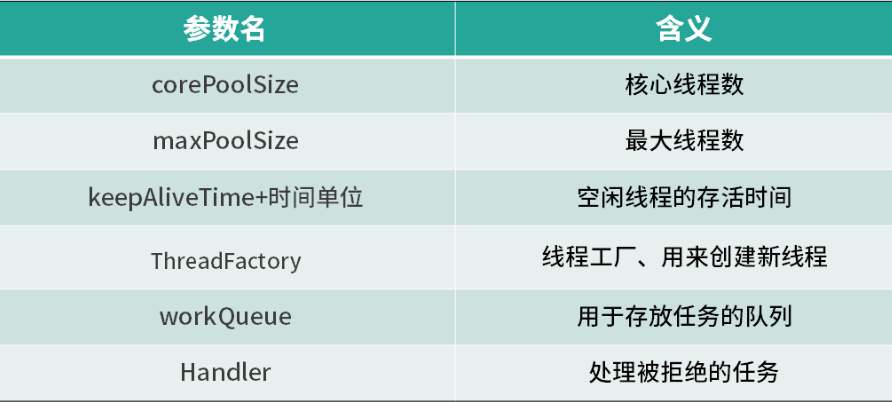 参数名 含义
corePoolSize 核心线程数
maxPoolSize 最大线程数
keepAliveTime+时间单位 空闲线程的存活时间
ThreadFactory 线程工厂、用来创建新线程
workQueue 用于存放任务的队列
Handler 处理被拒绝的任务